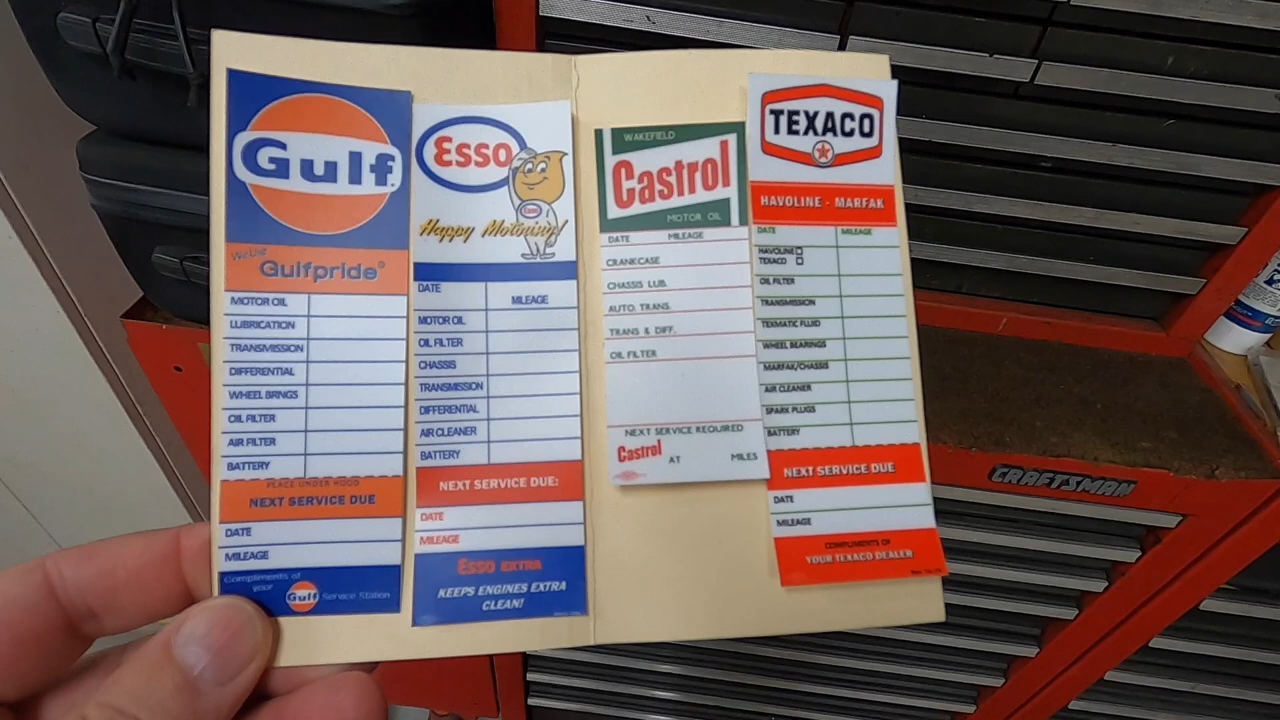 Gulf
We Use
Gulfpride®
MOTOR OIL
LUBRICATION
TRANSMISSION
DIFFERENTIAL
WHEEL BRNGS
OIL FILTER
AIR FILTER
BATTERY
PLACE UNDER HOOD
NEXT SERVICE DUE
DATE
MILEAGE
Compliments of
your Gulf Service Station
Esso
Esso
Happy Motoring!
DATE
MILEAGE
MOTOR OIL
OIL FILTER
CHASSIS
TRANSMISSION
DIFFERENTIAL
AIR CLEANER
BATTERY
NEXT SERVICE DUE:
DATE
MILEAGE
Esso EXTRA
KEEPS ENGINES EXTRA
CLEAN!
WAKEFIELD
Castrol
MOTOR OIL
DATE MILEAGE
CRANKCASE
CHASSIS LUB.
AUTO. TRANS.
TRANS & DIFF.
OIL FILTER
NEXT SERVICE REQUIRED
Castrol AT MILES
TEXACO
HAVOLINE - MARFAK
DATE MILEAGE
HAVOLINE
TEXACO
OIL FILTER
TRANSMISSION
TEXMATIC FLUID
WHEEL BEARINGS
MARFAK/CHASSIS
AIR CLEANER
SPARK PLUGS
BATTERY
NEXT SERVICE DUE
DATE
MILEAGE
COMPLIMENTS OF
YOUR TEXACO DEALER
CRAFTSMAN